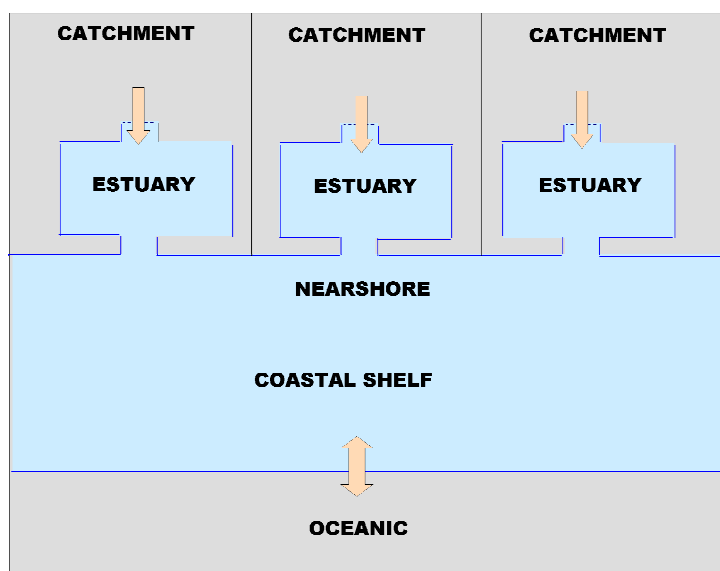 CATCHMENT
CATCHMENT
CATCHMENT
ESTUARY
ESTUARY
ESTUARY
NEARSHORE
COASTAL SHELF
OCEANIC